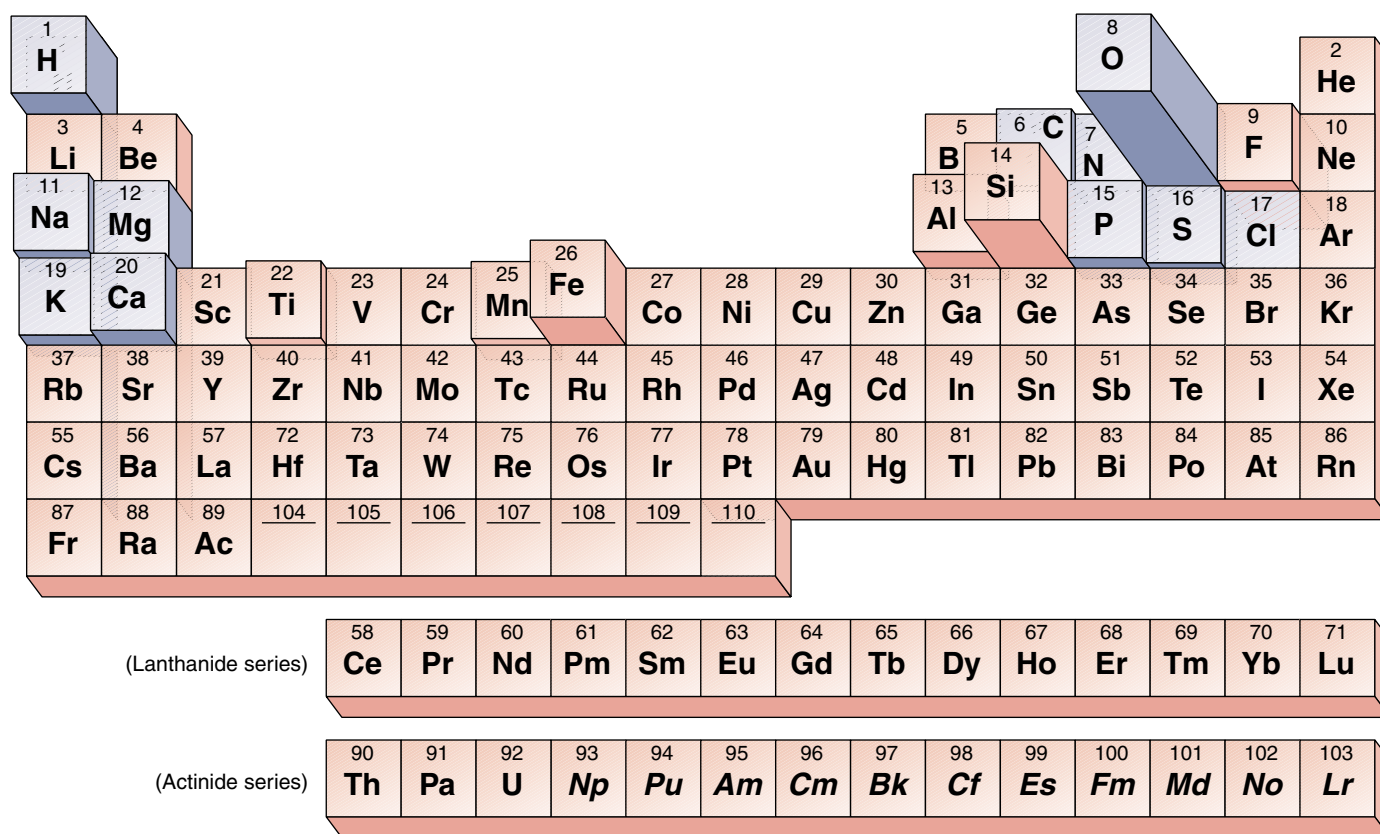 1 H 8 O 2 He
3 Li 4 Be 5 B 6 C 7 N 9 F 10 Ne
11 Na 12 Mg 13 Al 14 Si 15 P 16 S 17 Cl 18 Ar
19 K 20 Ca 21 Sc 22 Ti 23 V 24 Cr 25 Mn 26 Fe 27 Co 28 Ni 29 Cu 30 Zn 31 Ga 32 Ge 33 As 34 Se 35 Br 36 Kr
37 Rb 38 Sr 39 Y 40 Zr 41 Nb 42 Mo 43 Tc 44 Ru 45 Rh 46 Pd 47 Ag 48 Cd 49 In 50 Sn 51 Sb 52 Te 53 I 54 Xe
55 Cs 56 Ba 57 La 72 Hf 73 Ta 74 W 75 Re 76 Os 77 Ir 78 Pt 79 Au 80 Hg 81 Tl 82 Pb 83 Bi 84 Po 85 At 86 Rn
87 Fr 88 Ra 89 Ac 104 105 106 107 108 109 110
(Lanthanide series) 58 Ce 59 Pr 60 Nd 61 Pm 62 Sm 63 Eu 64 Gd 65 Tb 66 Dy 67 Ho 68 Er 69 Tm 70 Yb 71 Lu
(Actinide series) 90 Th 91 Pa 92 U 93 Np 94 Pu 95 Am 96 Cm 97 Bk 98 Cf 99 Es 100 Fm 101 Md 102 No 103 Lr